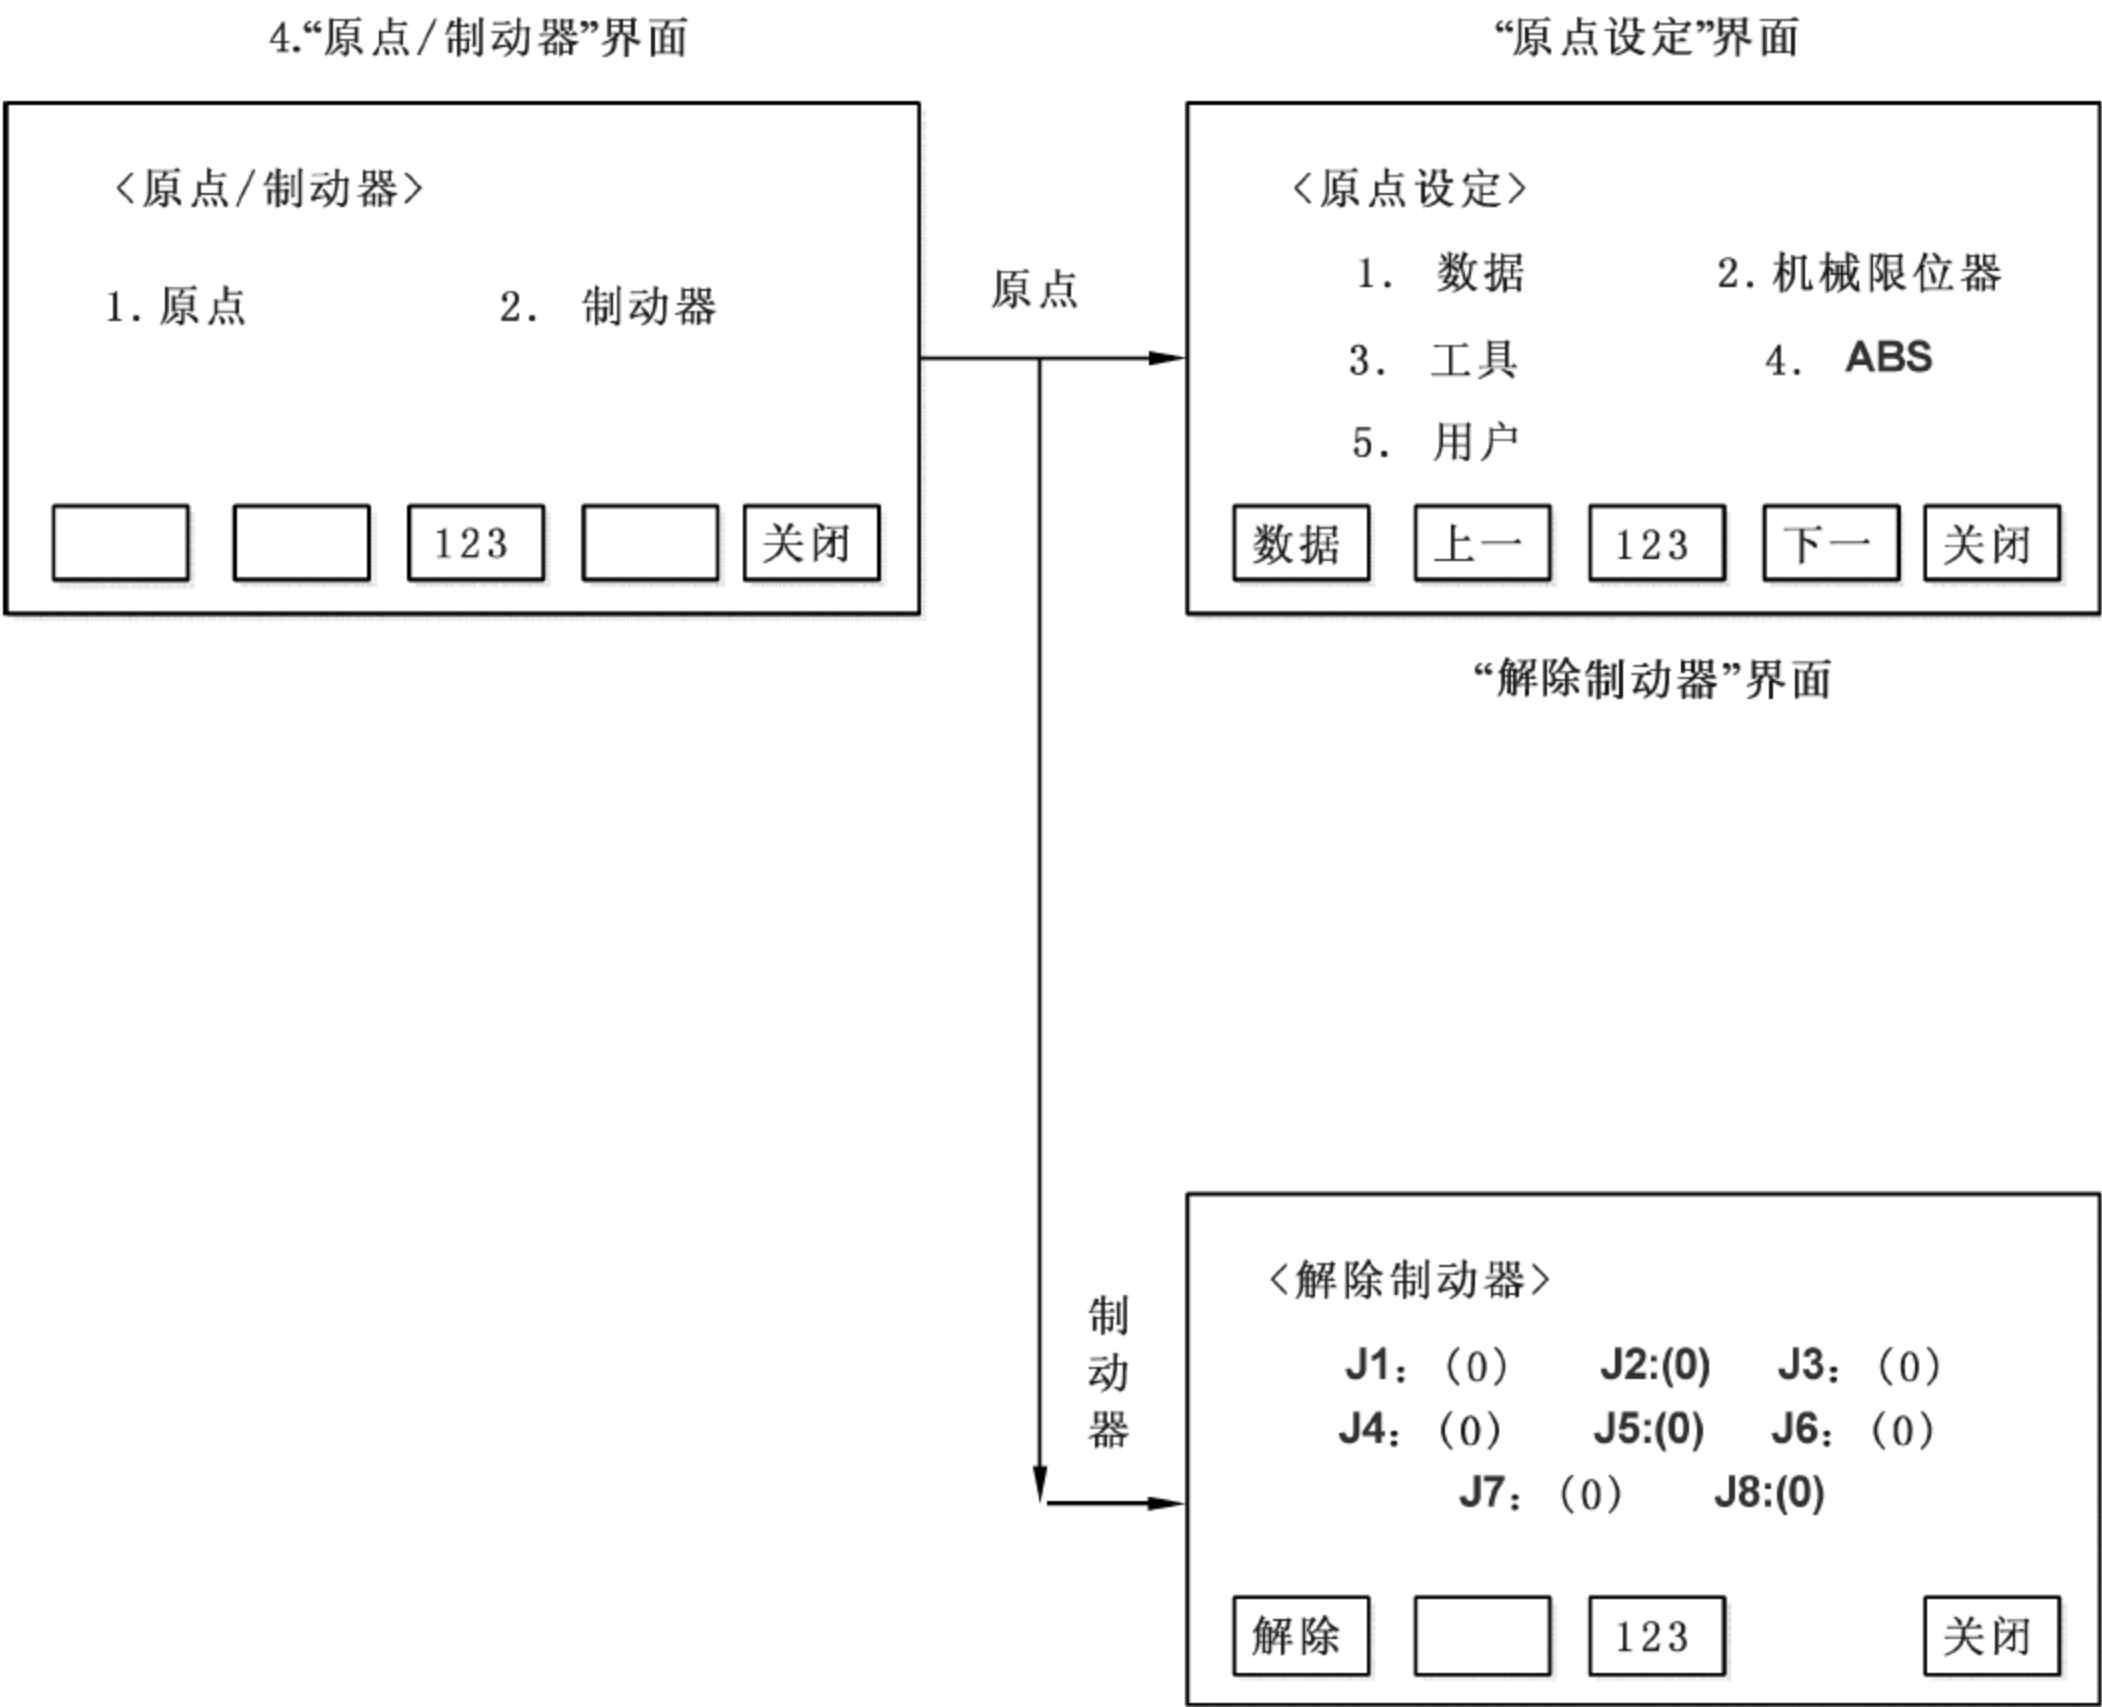 4.“原点/制动器”界面
<原点/制动器>
1.原点 2. 制动器
123 关闭
原点
“原点设定”界面
<原点设定>
1. 数据 2.机械限位器
3. 工具 4. ABS
5. 用户
数据 上一 123 下一 关闭
“解除制动器”界面
制动器
<解除制动器>
J1：（0） J2:(0) J3：（0）
J4：（0） J5:(0) J6：（0）
J7：（0） J8:(0)
解除 123 关闭